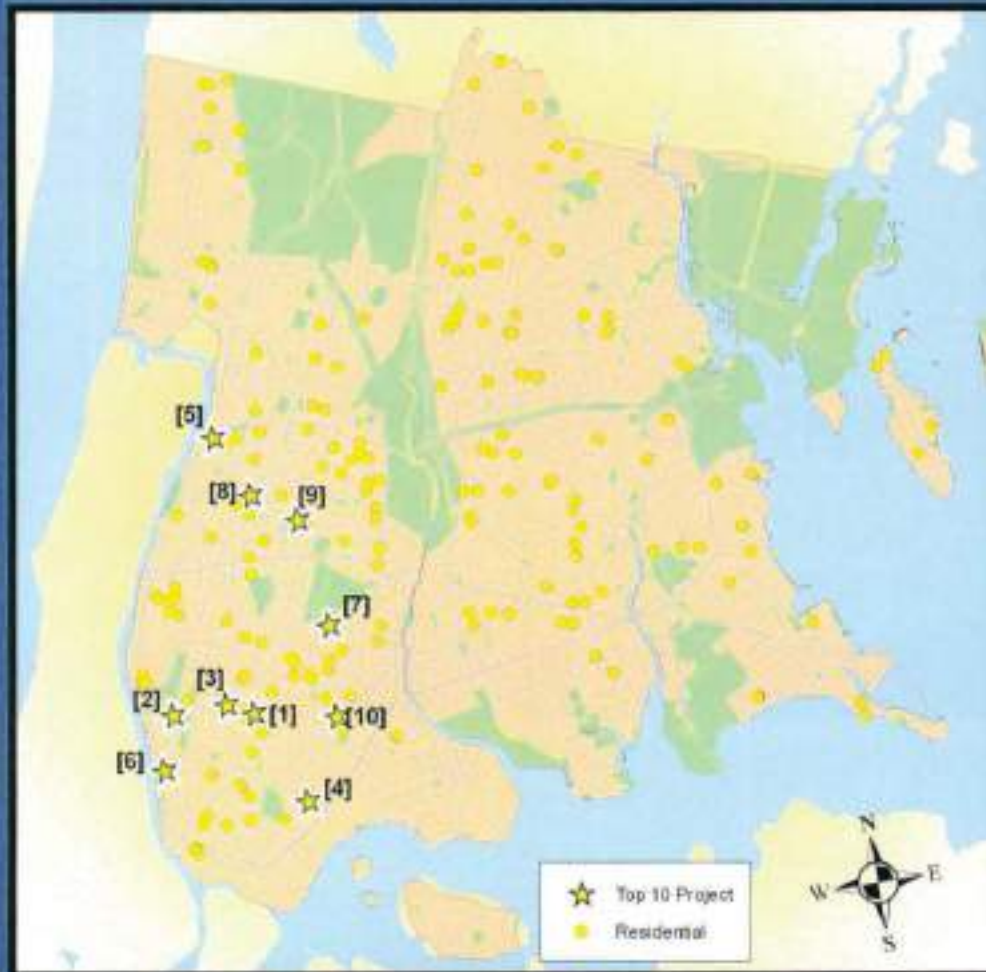 [5]
[8]
[9]
[7]
[3]
[2]
[1]
[10]
[6]
[4]
N
W E
S
Top 10 Project
Residential